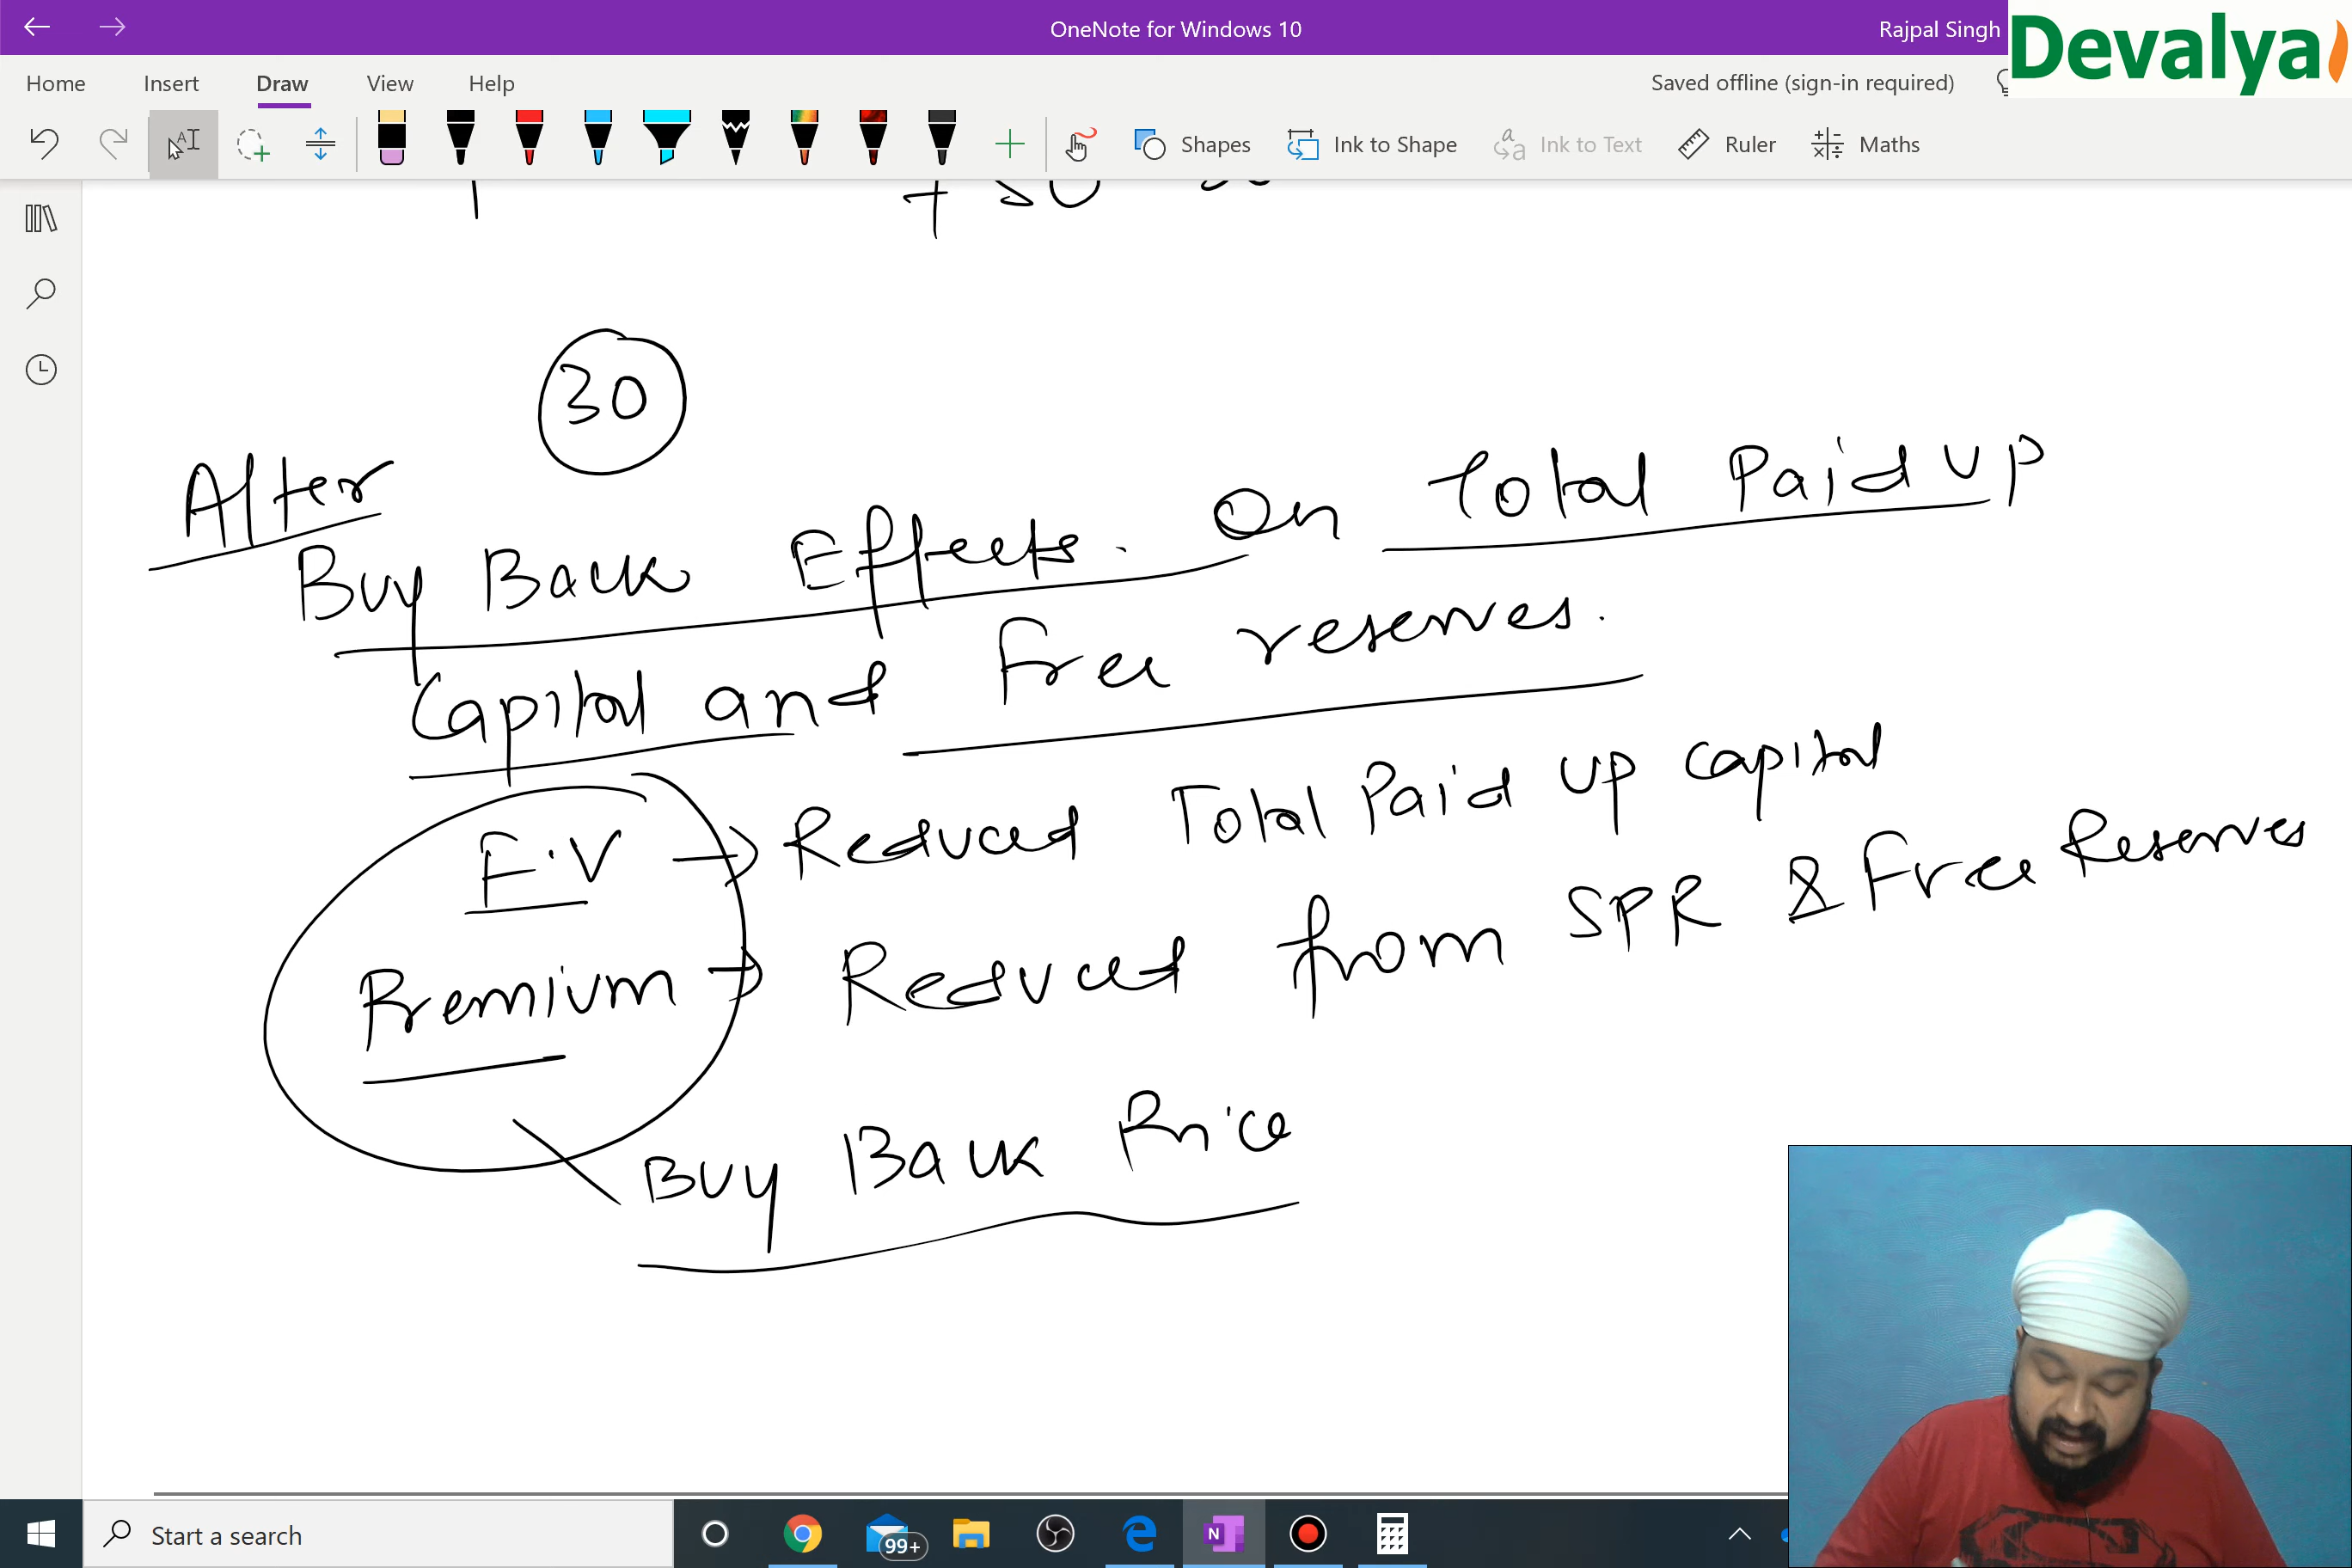 OneNote for Windows 10
Rajpal Singh
Devalya
Home Insert Draw View Help
Saved offline (sign-in required)
Shapes Ink to Shape Ink to Text Ruler Maths
30
After
Buy Back Effects. On Total Paid up
Capital and Free reserves.
F.V → Reduced Total Paid up capital
Premium → Reduced from SPR & Free Reserves
Buy Back Price
Start a search
99+